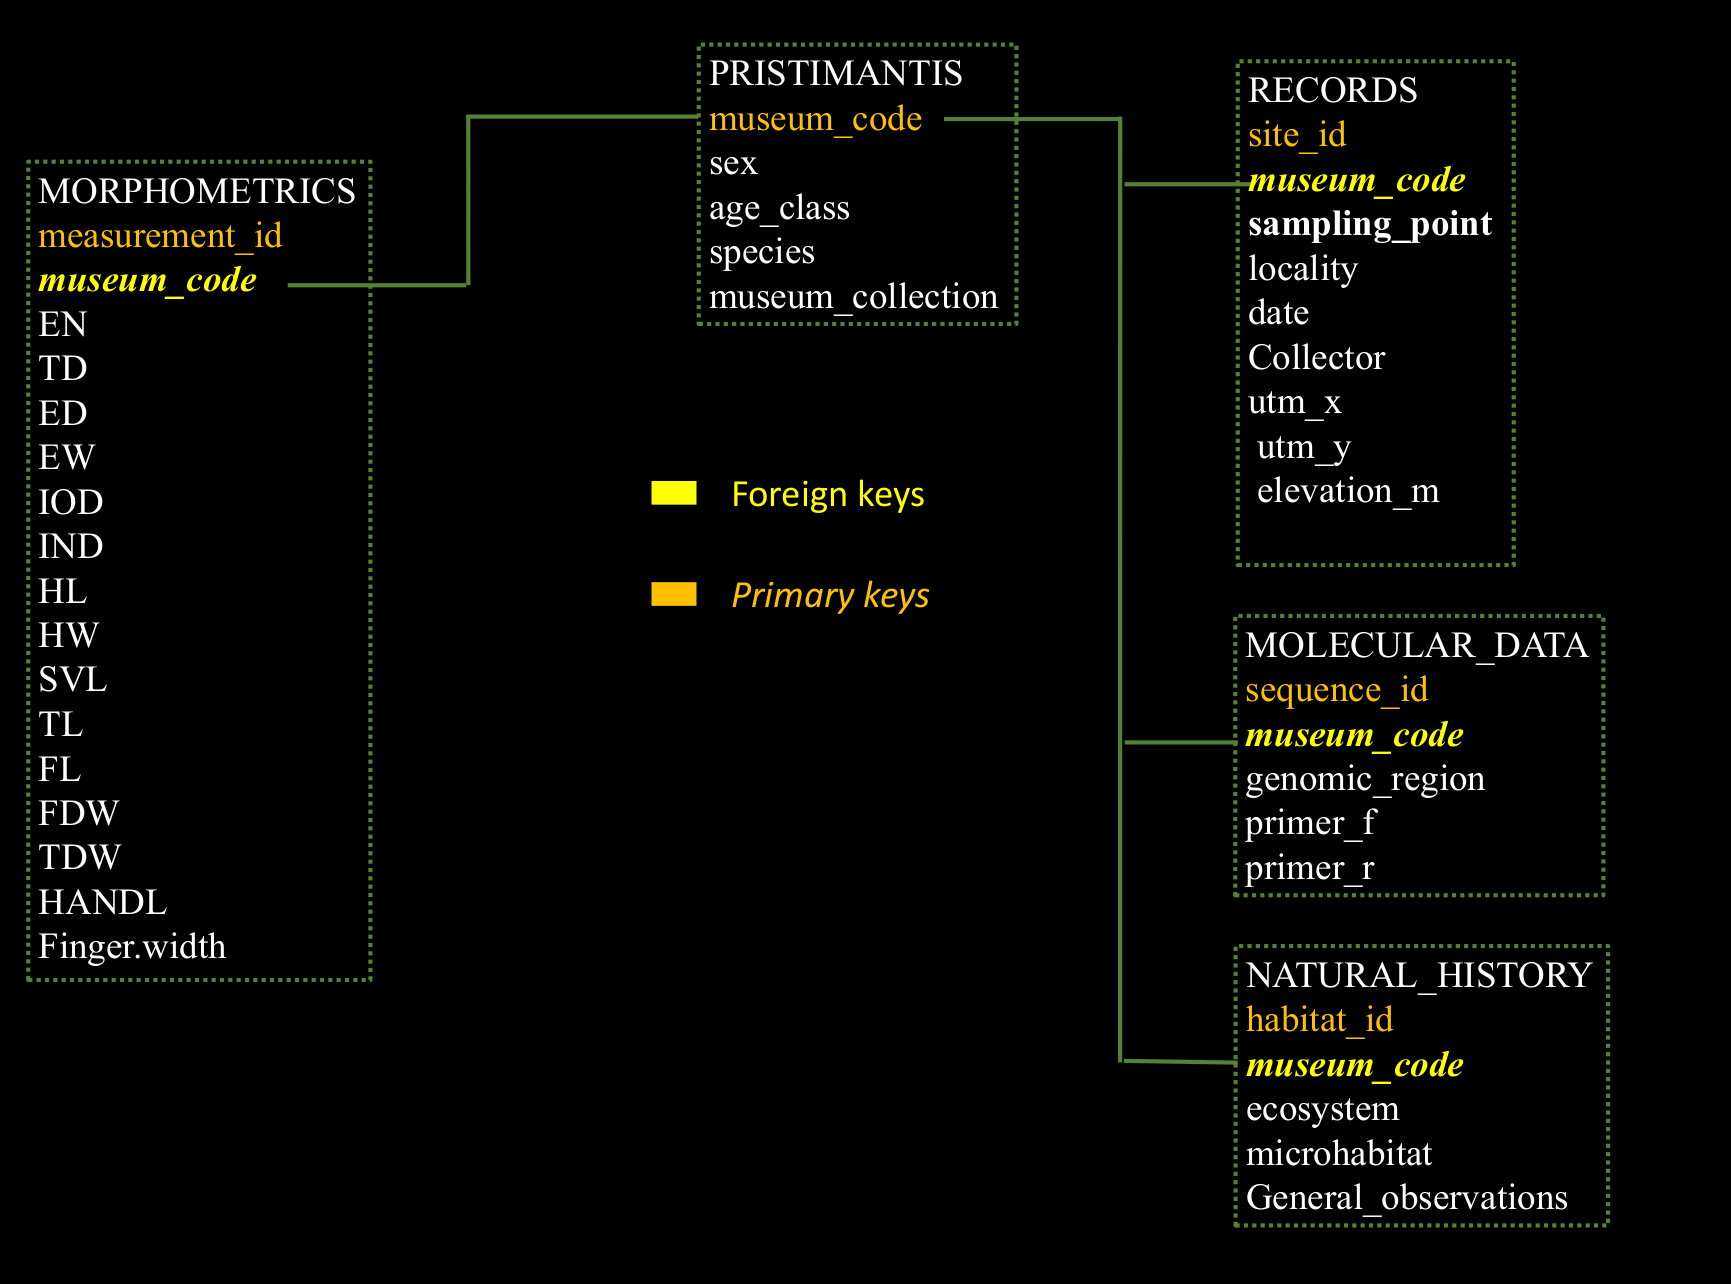 MORPHOMETRICS
measurement_id
museum_code
EN
TD
ED
EW
IOD
IND
HL
HW
SVL
TL
FL
FDW
TDW
HANDL
Finger.width
PRISTIMANTIS
museum_code
sex
age_class
species
museum_collection
Foreign keys
Primary keys
RECORDS
site_id
museum_code
sampling_point
locality
date
Collector
utm_x
utm_y
elevation_m
MOLECULAR_DATA
sequence_id
museum_code
genomic_region
primer_f
primer_r
NATURAL_HISTORY
habitat_id
museum_code
ecosystem
microhabitat
General_observations